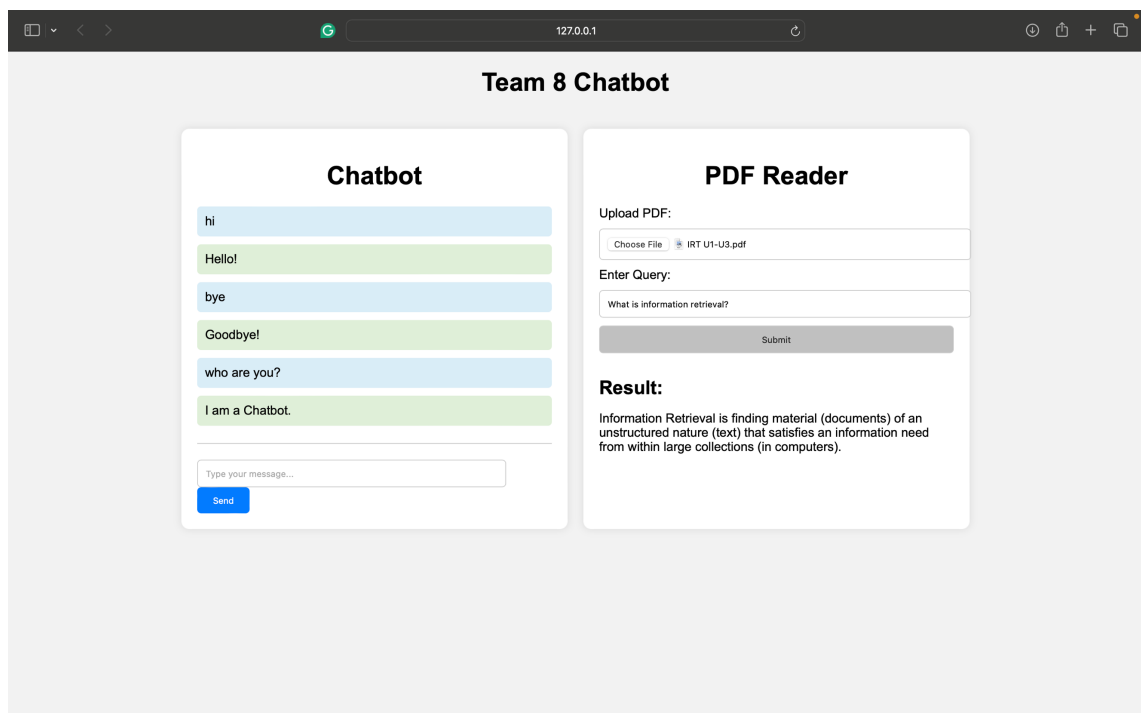 127.0.0.1
Team 8 Chatbot
Chatbot
hi
Hello!
bye
Goodbye!
who are you?
I am a Chatbot.
Type your message...
Send
PDF Reader
Upload PDF:
Choose File IRT U1-U3.pdf
Enter Query:
What is information retrieval?
Submit
Result:
Information Retrieval is finding material (documents) of an
unstructured nature (text) that satisfies an information need
from within large collections (in computers).